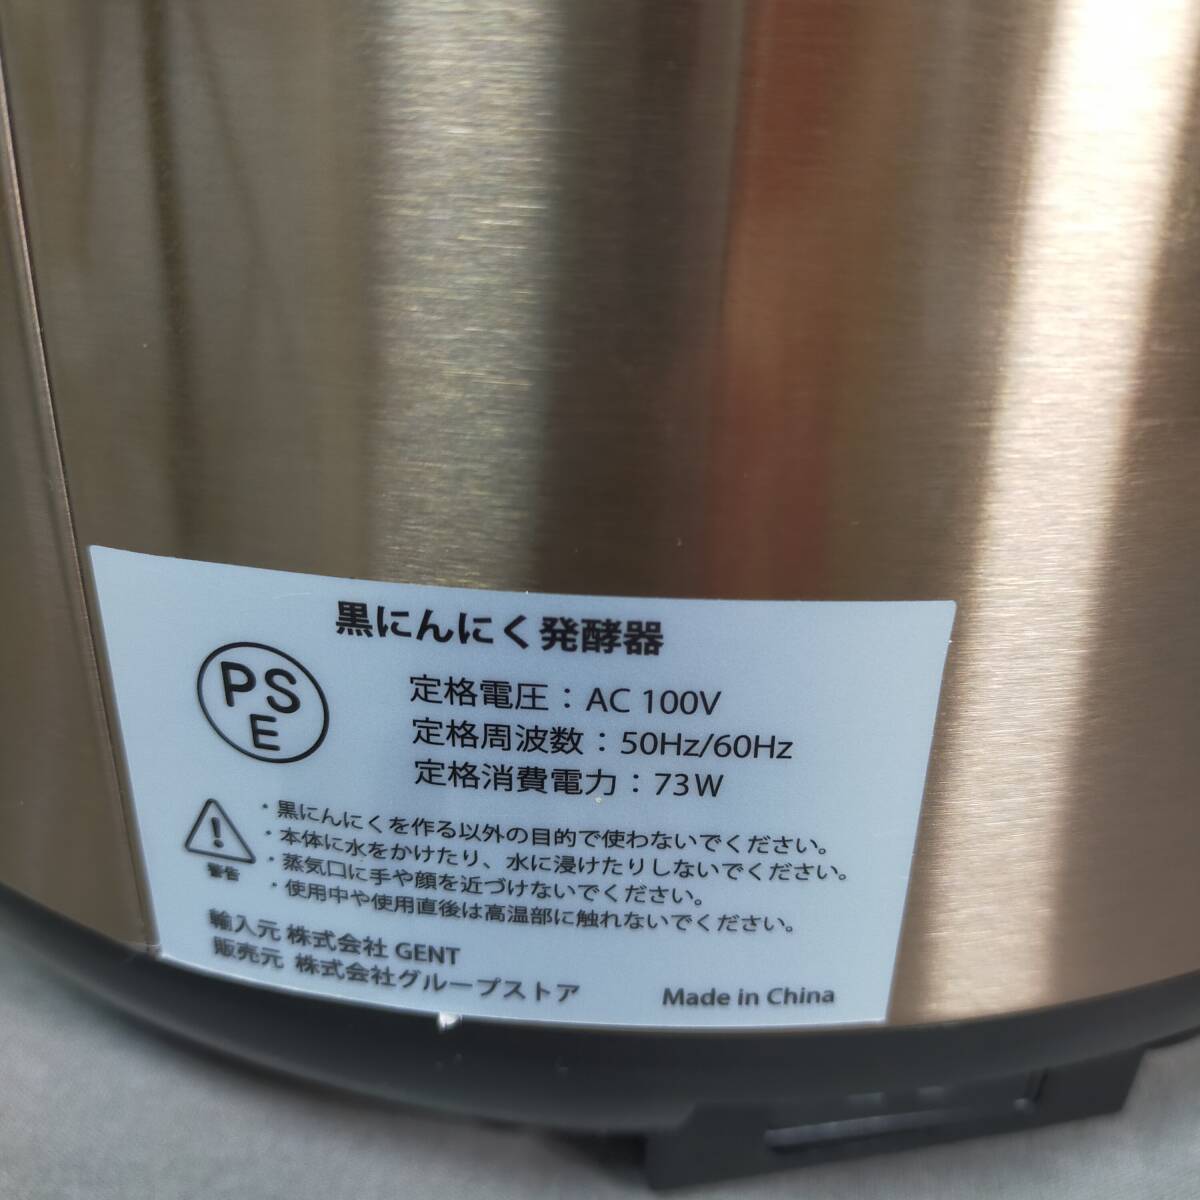 黒にんにく発酵器
PS
E
定格電圧：AC 100V
定格周波数：50Hz/60Hz
定格消費電力：73W
警告
・黒にんにくを作る以外の目的で使わないでください。
・本体に水をかけたり、水に浸けたりしないでください。
・蒸気口に手や顔を近づけないでください。
・使用中や使用直後は高温部に触れないでください。
輸入元 株式会社 GENT
販売元 株式会社グループストア
Made in China